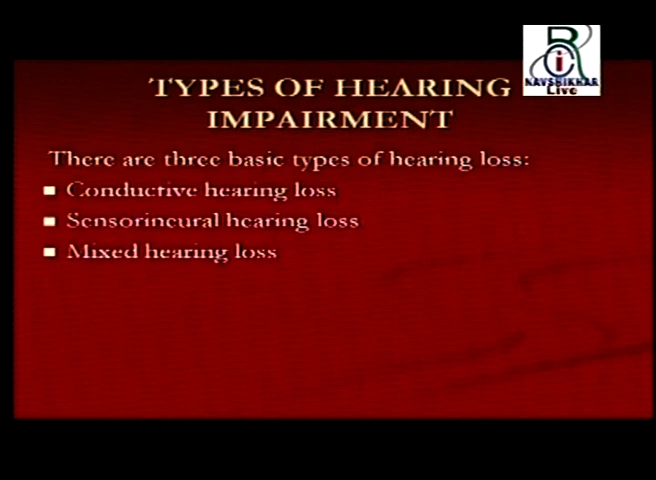 RCi
NAVSHIKHAR
Live
TYPES OF HEARING
IMPAIRMENT
There are three basic types of hearing loss:
Conductive hearing loss
Sensorineural hearing loss
Mixed hearing loss